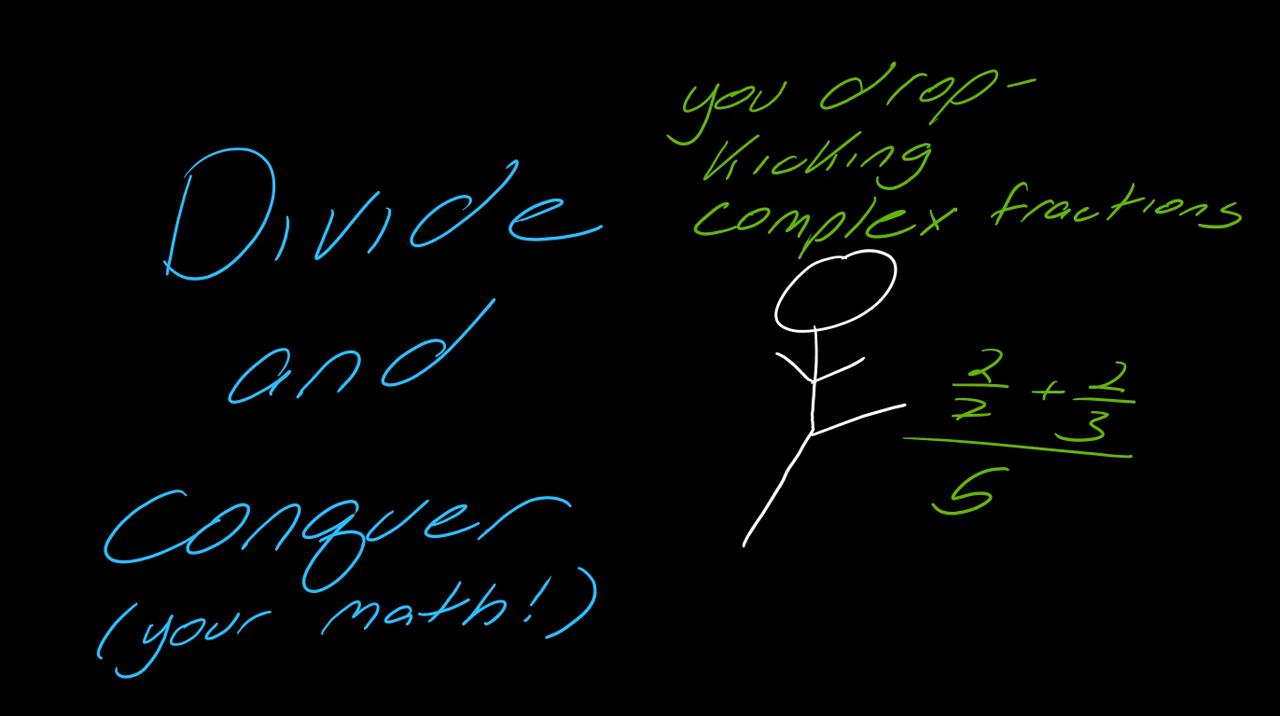 Divide
and
Conquer
(your math!)
you drop-
kicking
complex fractions
2/2 + 2/3
5